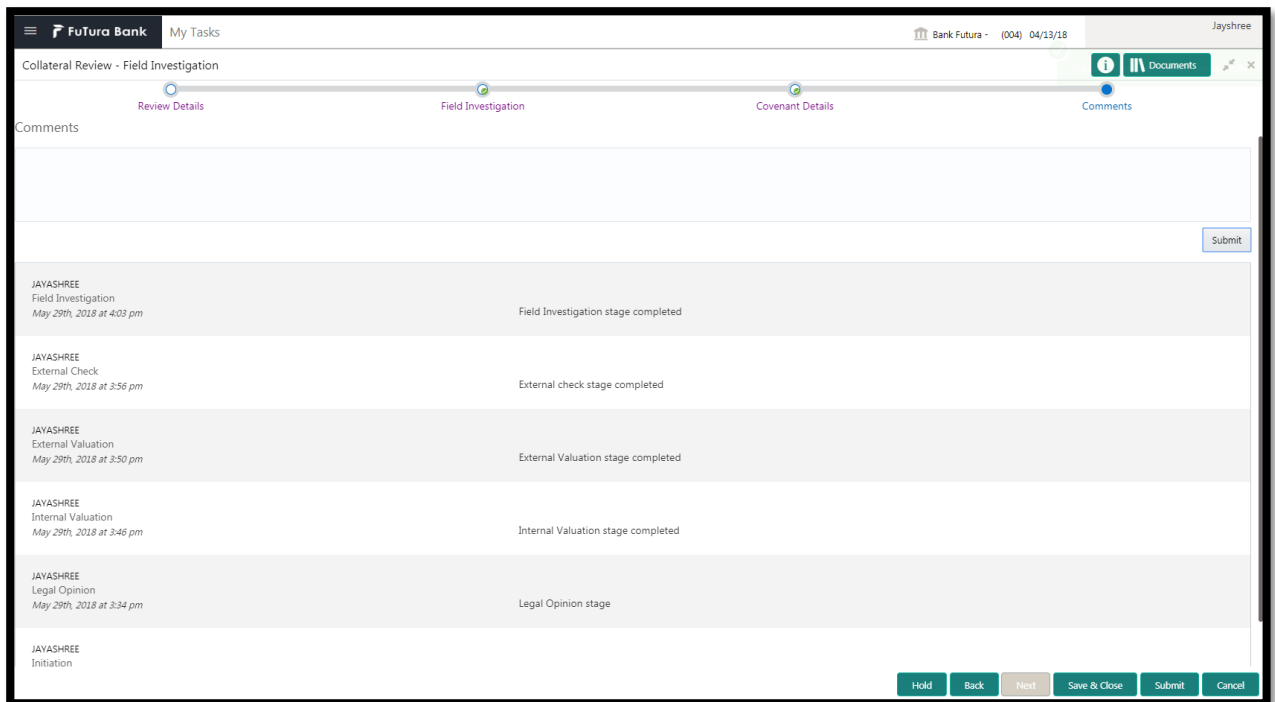 FuTura Bank
My Tasks
Bank Futura - (004) 04/13/18
Jayshree
Collateral Review - Field Investigation
i
Documents
Review Details
Field Investigation
Covenant Details
Comments
Comments
Submit
JAYASHREE
Field Investigation
May 29th, 2018 at 4:03 pm
Field Investigation stage completed
JAYASHREE
External Check
May 29th, 2018 at 3:56 pm
External check stage completed
JAYASHREE
External Valuation
May 29th, 2018 at 3:50 pm
External Valuation stage completed
JAYASHREE
Internal Valuation
May 29th, 2018 at 3:46 pm
Internal Valuation stage completed
JAYASHREE
Legal Opinion
May 29th, 2018 at 3:34 pm
Legal Opinion stage
JAYASHREE
Initiation
Hold
Back
Next
Save & Close
Submit
Cancel